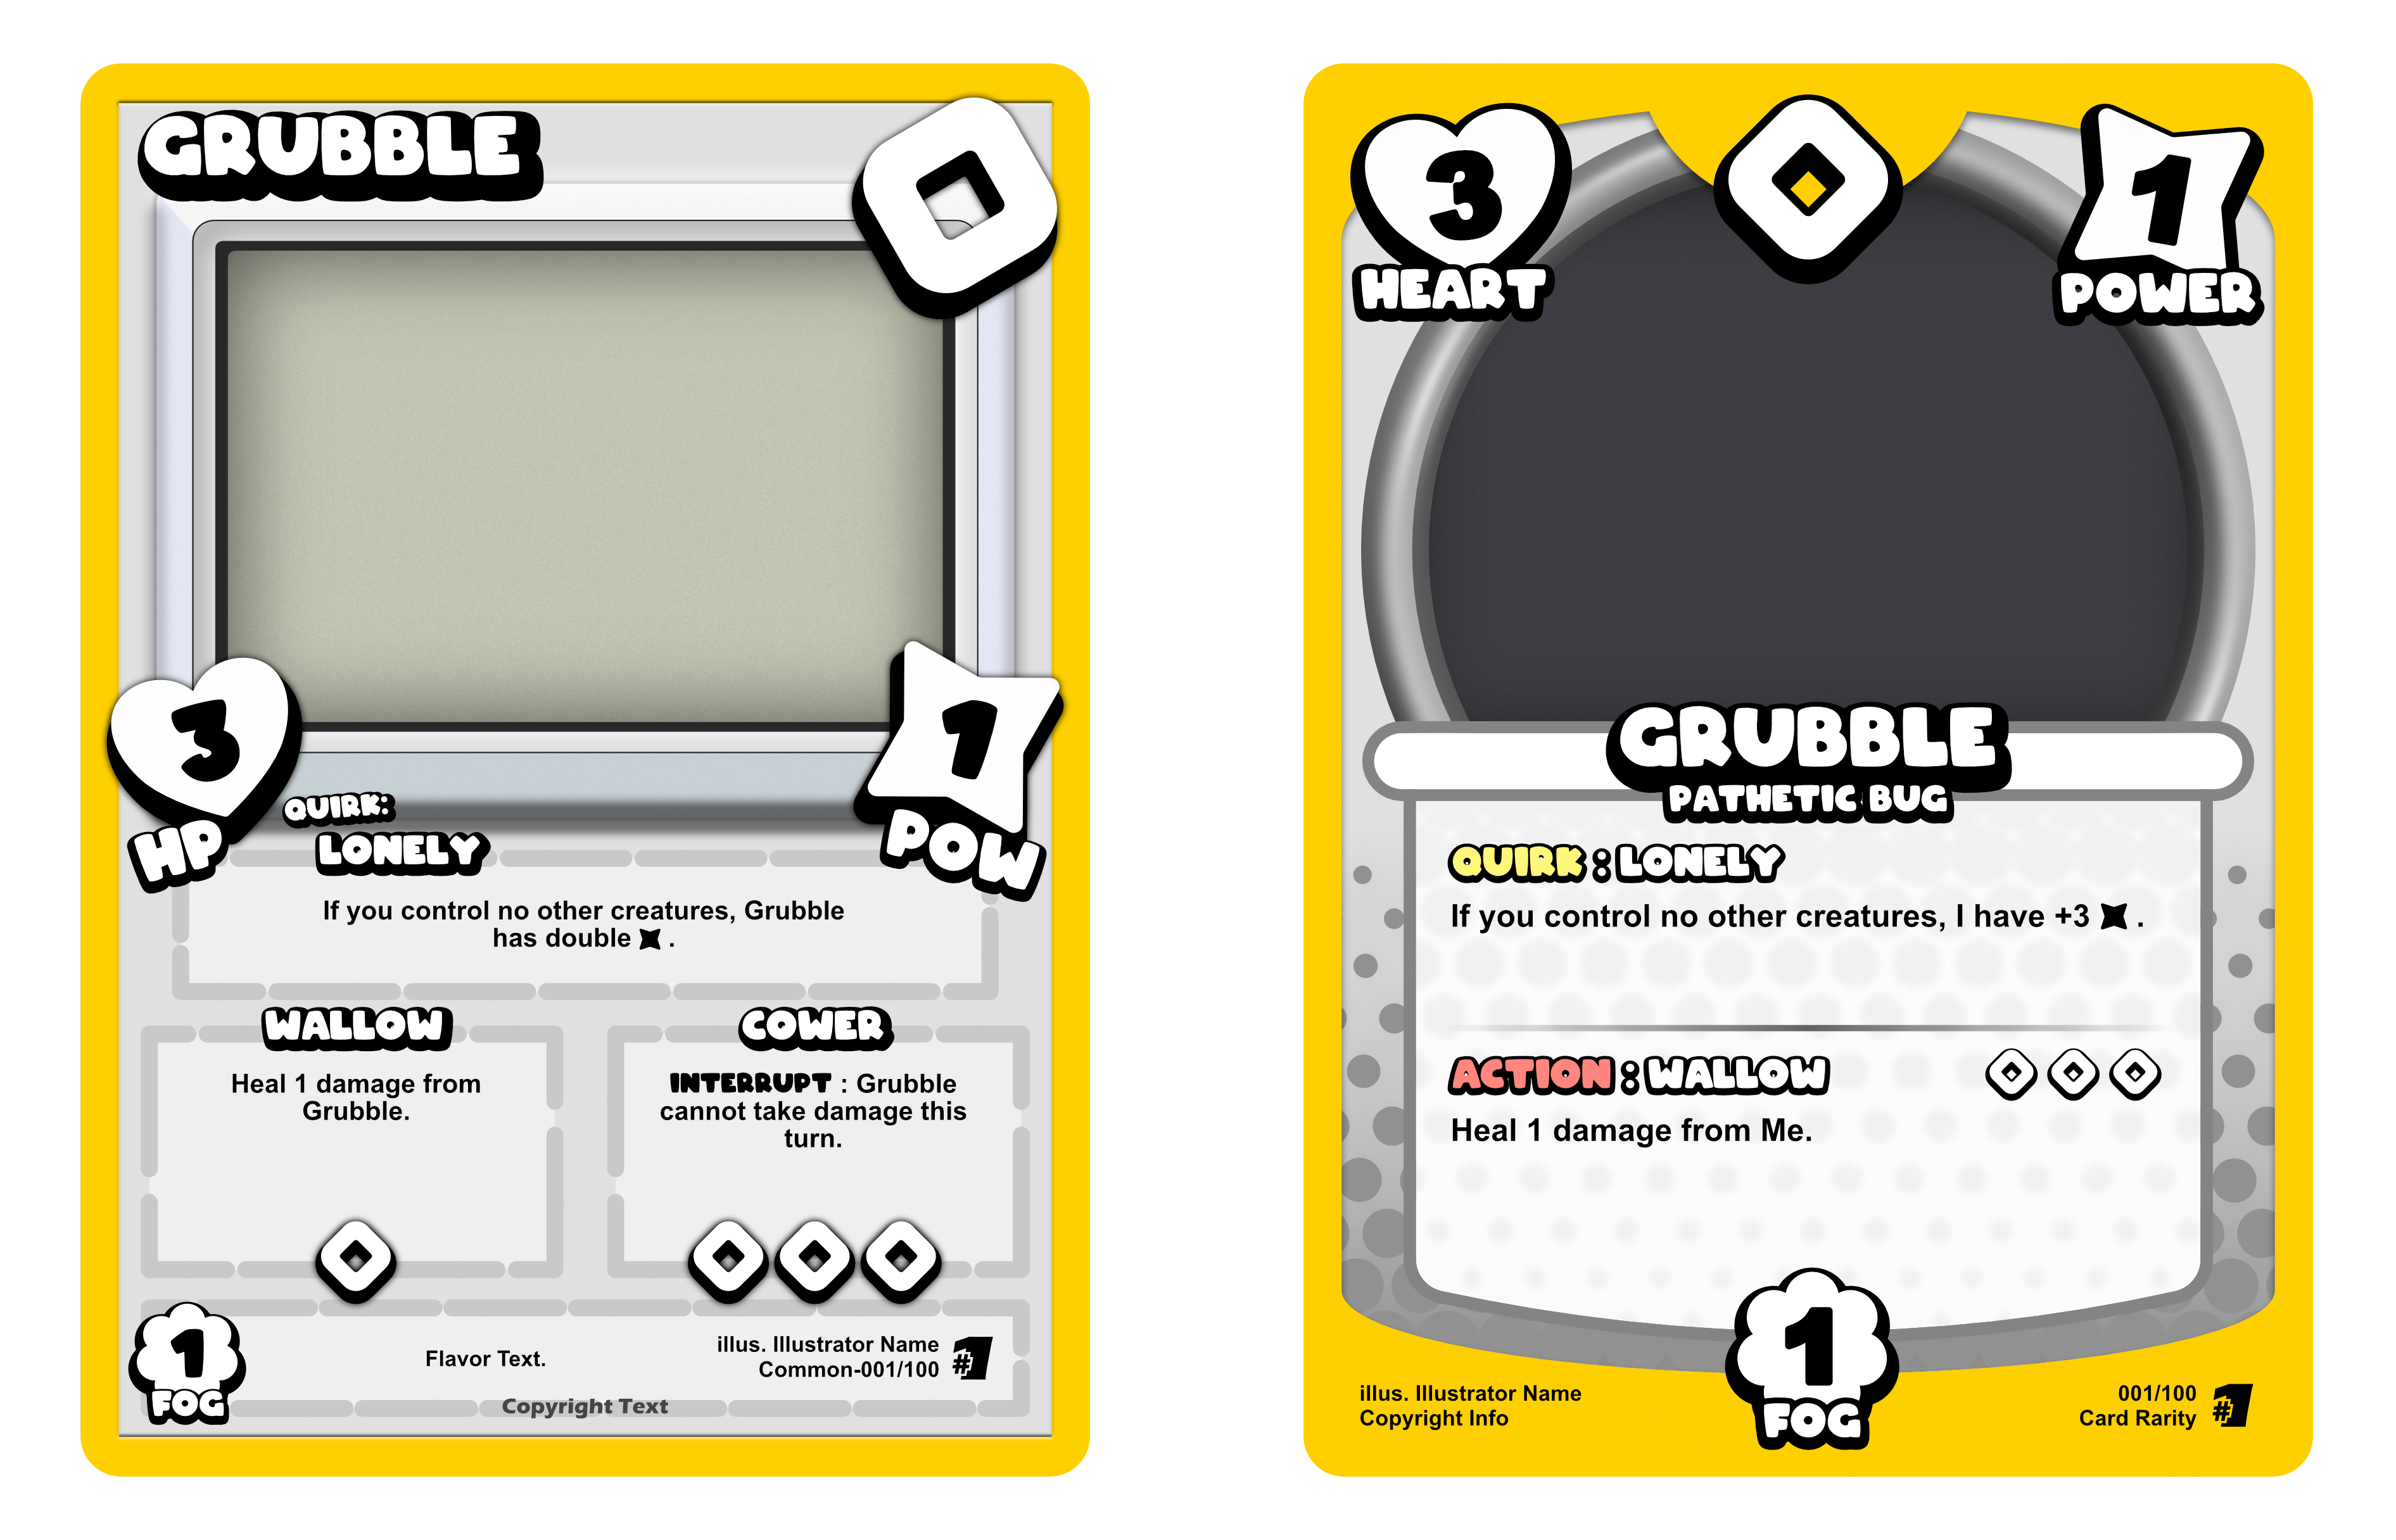 GRUBBLE
3
HP
1
POW
QUIRK:
LONELY
If you control no other creatures, Grubble
has double .
WALLOW
Heal 1 damage from
Grubble.
COWER
INTERRUPT : Grubble
cannot take damage this
turn.
1
FOG
Flavor Text.
illus. Illustrator Name
Common-001/100
#1
Copyright Text
3
HEART
1
POWER
GRUBBLE
PATHETIC BUG
QUIRK : LONELY
If you control no other creatures, I have +3 .
ACTION : WALLOW
Heal 1 damage from Me.
1
FOG
illus. Illustrator Name
Copyright Info
001/100
Card Rarity
#1